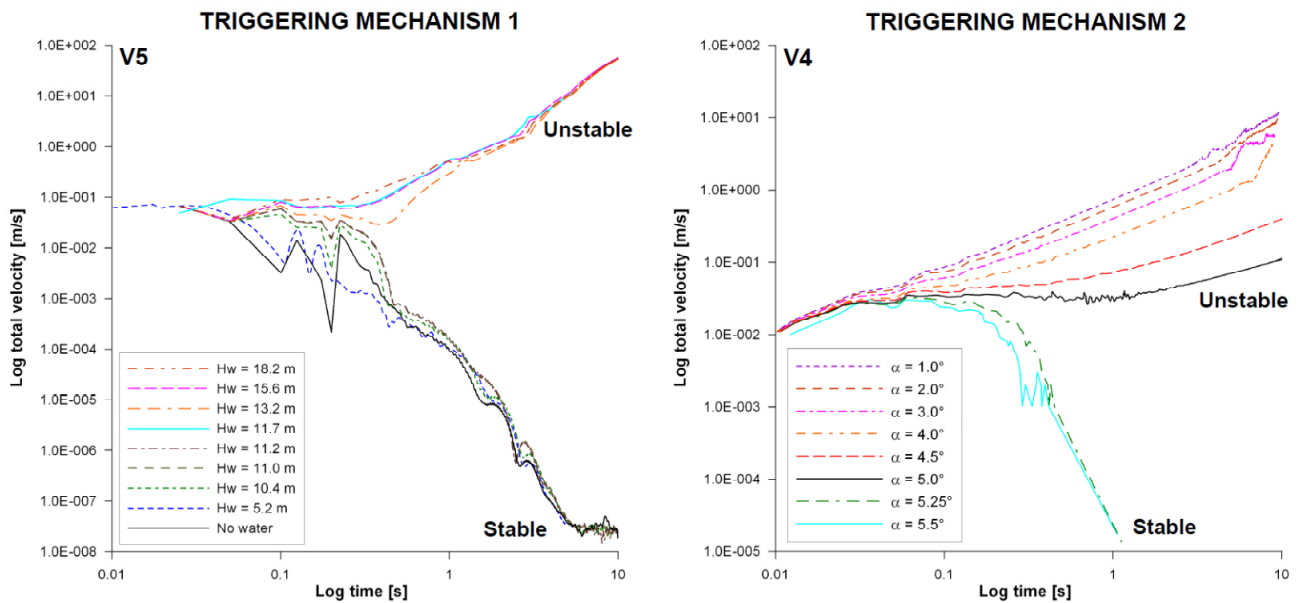 TRIGGERING MECHANISM 1
V5
Log total velocity [m/s]
1.0E+002
1.0E+001
1.0E+000
1.0E-001
1.0E-002
1.0E-003
1.0E-004
1.0E-005
1.0E-006
1.0E-007
1.0E-008
Unstable
Hw = 18.2 m
Hw = 15.6 m
Hw = 13.2 m
Hw = 11.7 m
Hw = 11.2 m
Hw = 11.0 m
Hw = 10.4 m
Hw = 5.2 m
No water
Stable
0.01 0.1 1 10
Log time [s]
TRIGGERING MECHANISM 2
V4
Log total velocity [m/s]
1.0E+002
1.0E+001
1.0E+000
1.0E-001
1.0E-002
1.0E-003
1.0E-004
1.0E-005
Unstable
α = 1.0°
α = 2.0°
α = 3.0°
α = 4.0°
α = 4.5°
α = 5.0°
α = 5.25°
α = 5.5°
Stable
0.01 0.1 1 10
Log time [s]